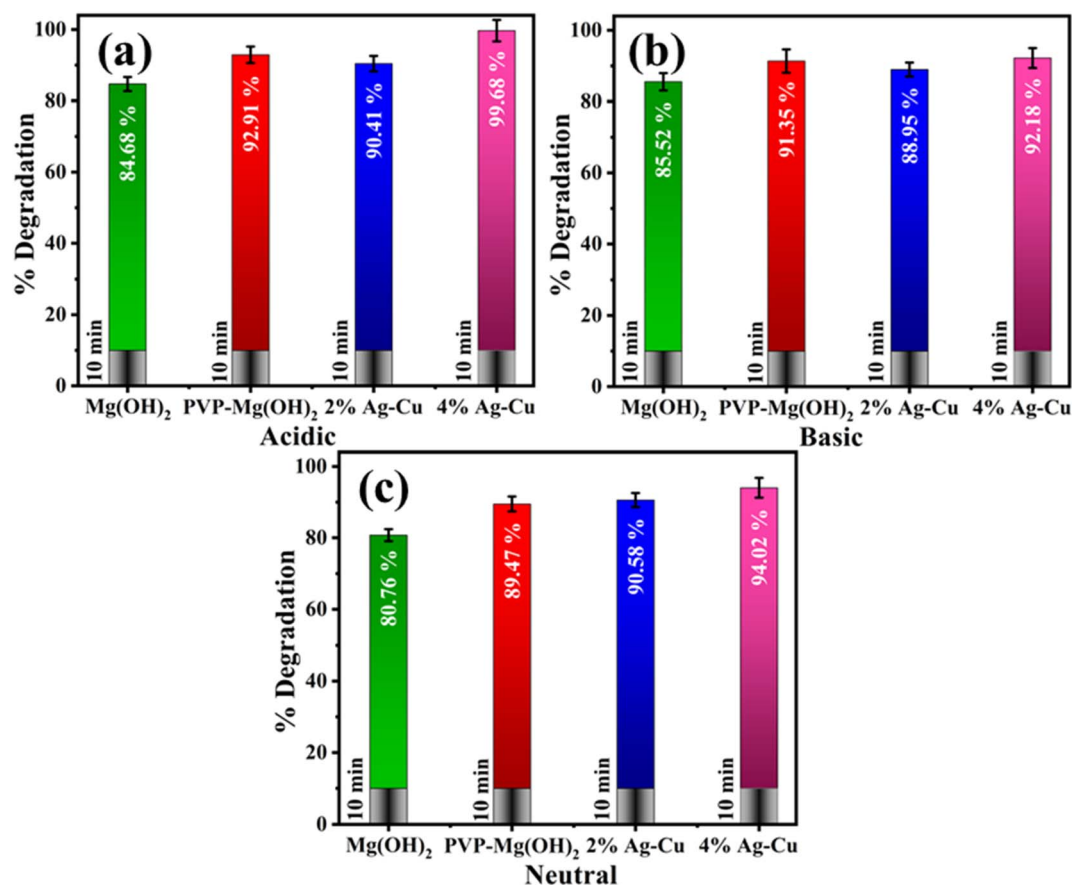 (a)
% Degradation
100
80
60
40
20
0
84.68 %
92.91 %
90.41 %
99.68 %
10 min
10 min
10 min
10 min
Mg(OH)₂ PVP-Mg(OH)₂ 2% Ag-Cu 4% Ag-Cu
Acidic
(b)
% Degradation
100
80
60
40
20
0
85.52 %
91.35 %
88.95 %
92.18 %
10 min
10 min
10 min
10 min
Mg(OH)₂ PVP-Mg(OH)₂ 2% Ag-Cu 4% Ag-Cu
Basic
(c)
% Degradation
100
80
60
40
20
0
80.76 %
89.47 %
90.58 %
94.02 %
10 min
10 min
10 min
10 min
Mg(OH)₂ PVP-Mg(OH)₂ 2% Ag-Cu 4% Ag-Cu
Neutral